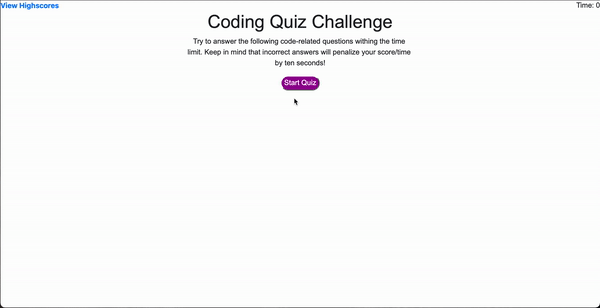 View Highscores
Time: 0
Coding Quiz Challenge
Try to answer the following code-related questions withing the time
limit. Keep in mind that incorrect answers will penalize your score/time
by ten seconds!
Start Quiz